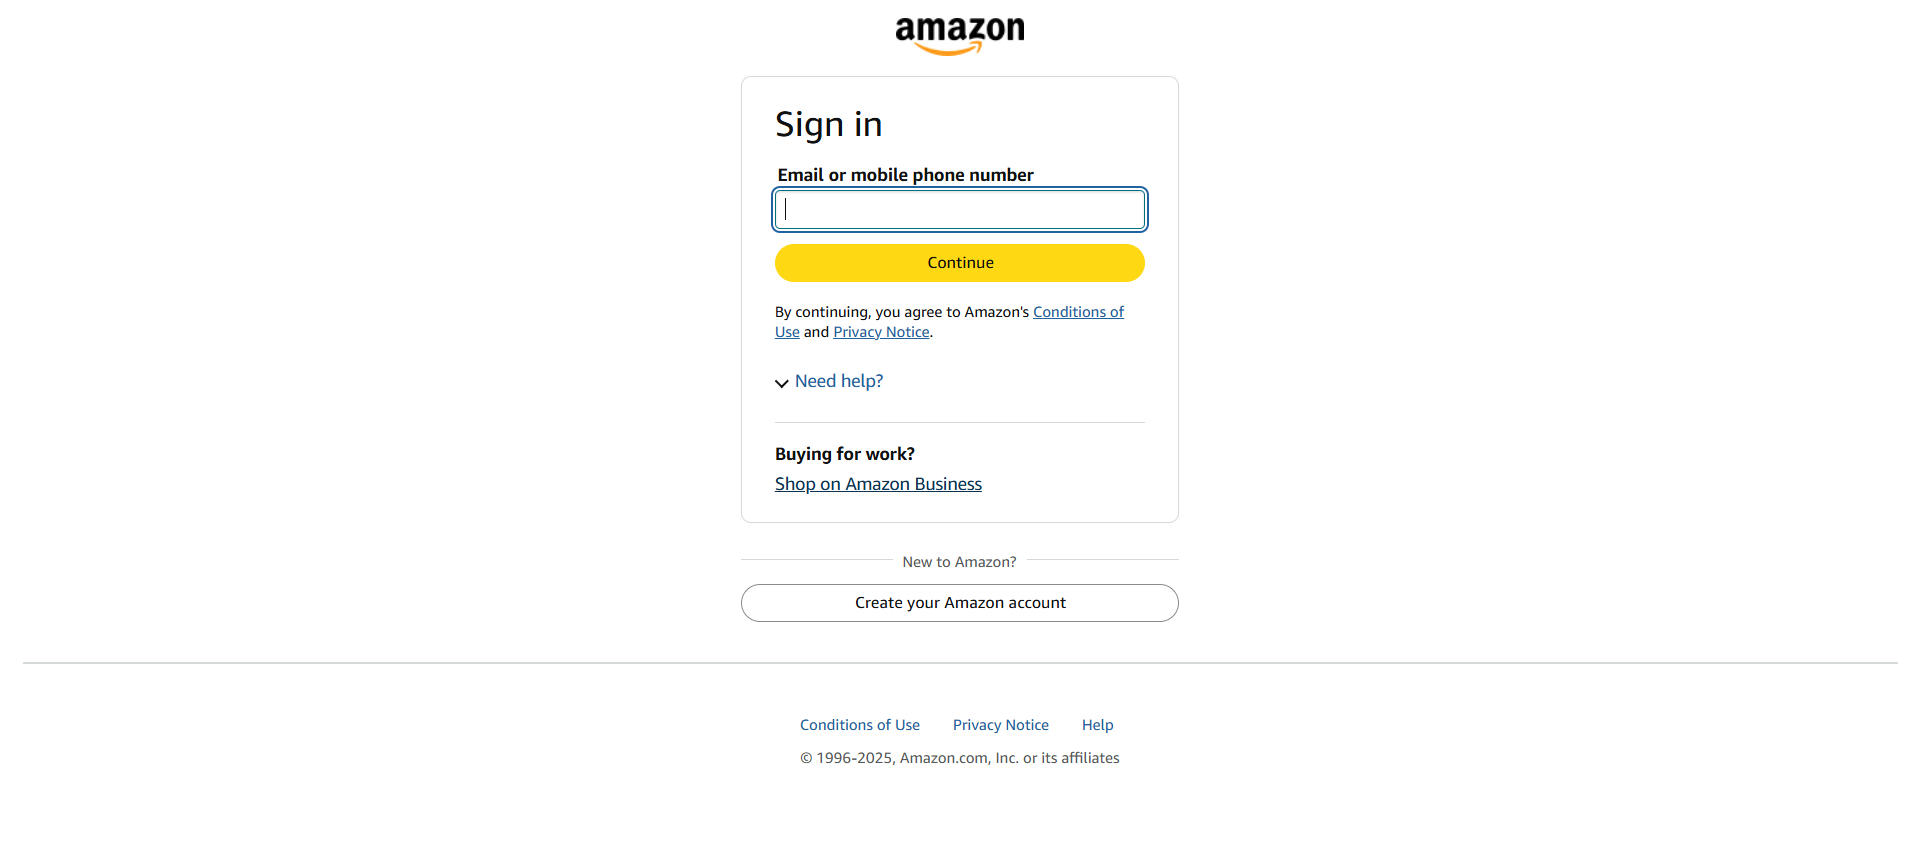 amazon
Sign in
Email or mobile phone number
Continue
By continuing, you agree to Amazon's Conditions of
Use and Privacy Notice.
Need help?
Buying for work?
Shop on Amazon Business
New to Amazon?
Create your Amazon account
Conditions of Use Privacy Notice Help
© 1996-2025, Amazon.com, Inc. or its affiliates